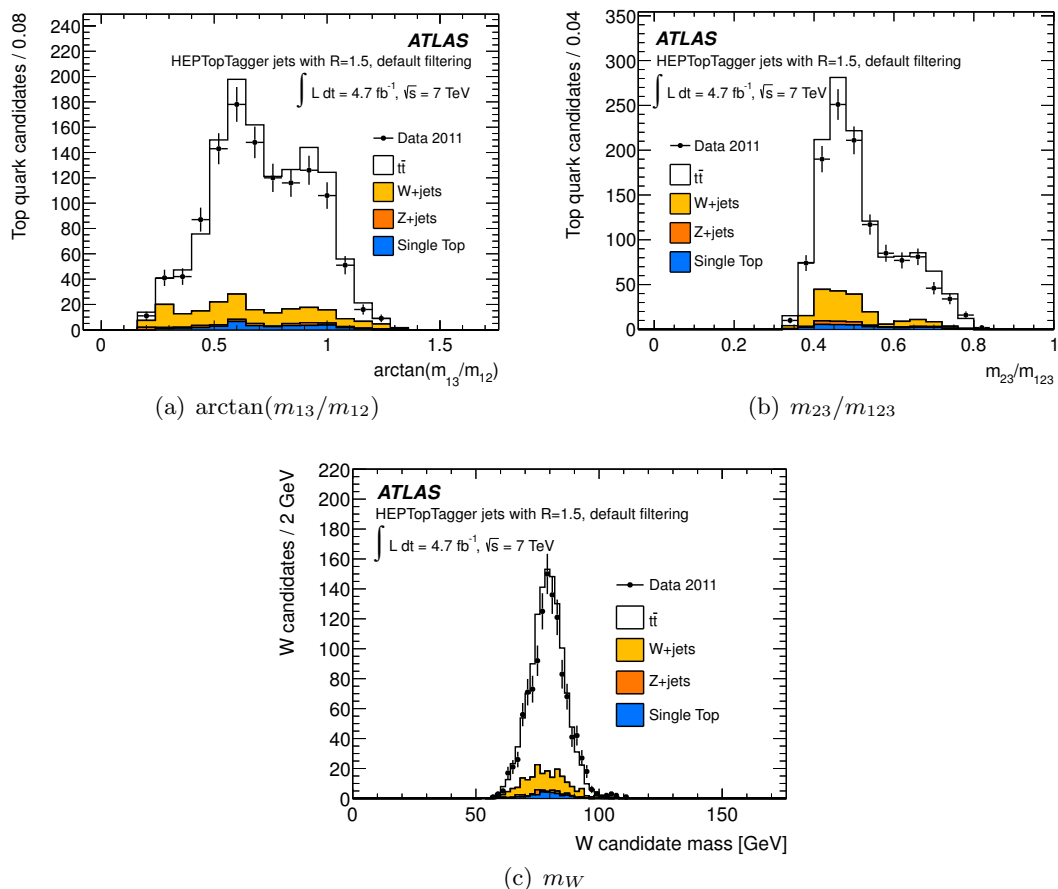 Top quark candidates / 0.08
240
220
200
180
160
140
120
100
80
60
40
20
0
ATLAS
HEPTopTagger jets with R=1.5, default filtering
∫ L dt = 4.7 fb⁻¹, √s = 7 TeV
Data 2011
tt̄
W+jets
Z+jets
Single Top
0 0.5 1 1.5
arctan(m₁₃/m₁₂)
(a) arctan(m₁₃/m₁₂)
Top quark candidates / 0.04
350
300
250
200
150
100
50
0
ATLAS
HEPTopTagger jets with R=1.5, default filtering
∫ L dt = 4.7 fb⁻¹, √s = 7 TeV
Data 2011
tt̄
W+jets
Z+jets
Single Top
0 0.2 0.4 0.6 0.8 1
m₂₃/m₁₂₃
(b) m₂₃/m₁₂₃
W candidates / 2 GeV
220
200
180
160
140
120
100
80
60
40
20
0
ATLAS
HEPTopTagger jets with R=1.5, default filtering
∫ L dt = 4.7 fb⁻¹, √s = 7 TeV
Data 2011
tt̄
W+jets
Z+jets
Single Top
0 50 100 150
W candidate mass [GeV]
(c) m_W